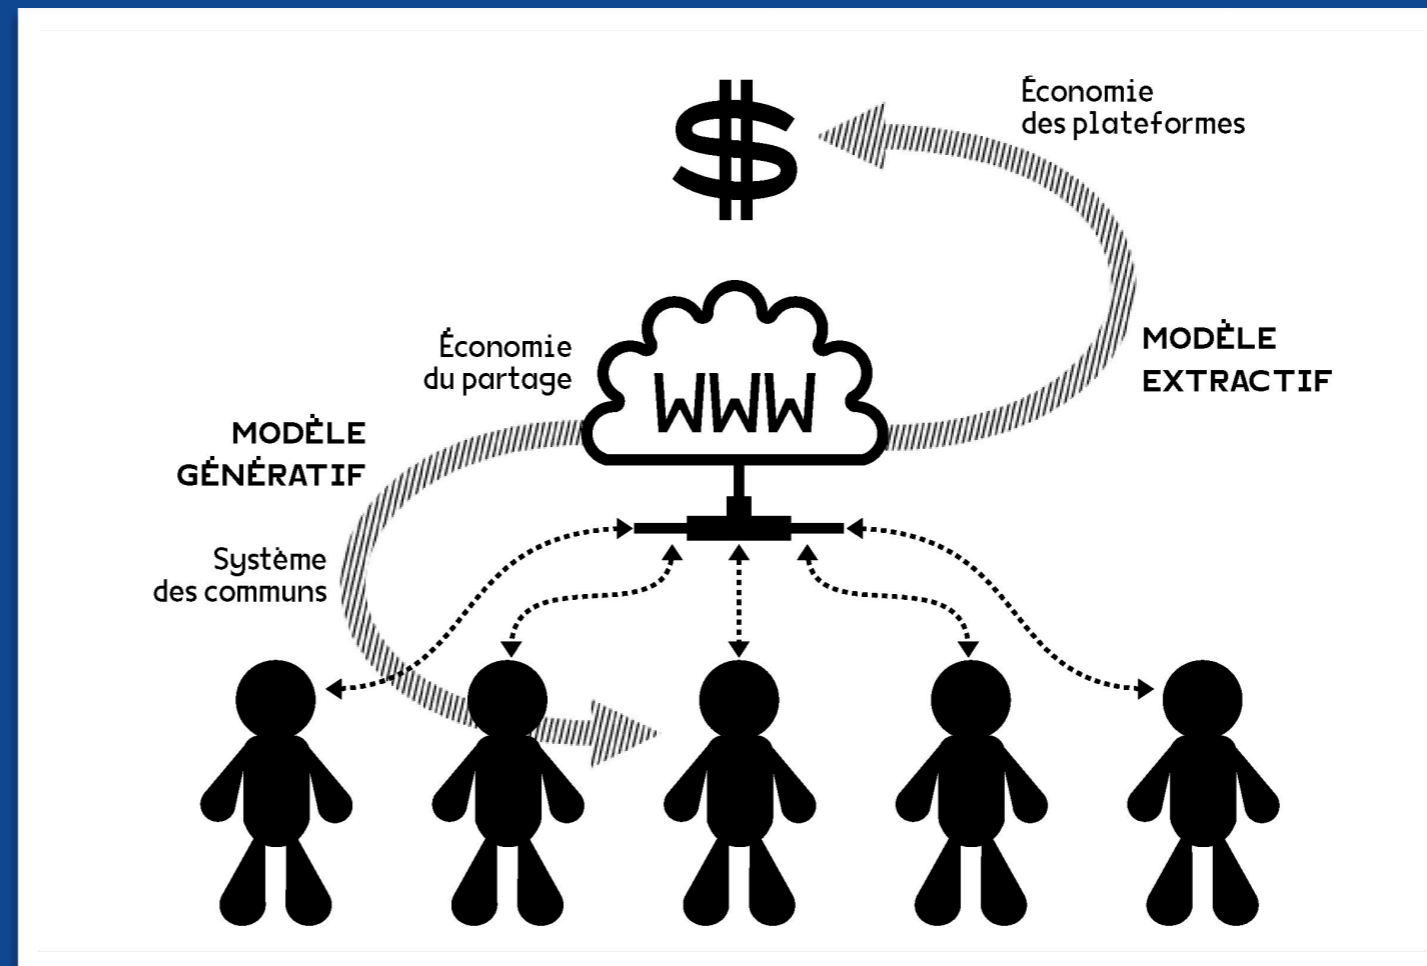 $
Économie
des plateformes
Économie
du partage
WWW
MODÈLE
EXTRACTIF
MODÈLE
GÉNÉRATIF
Système
des communs